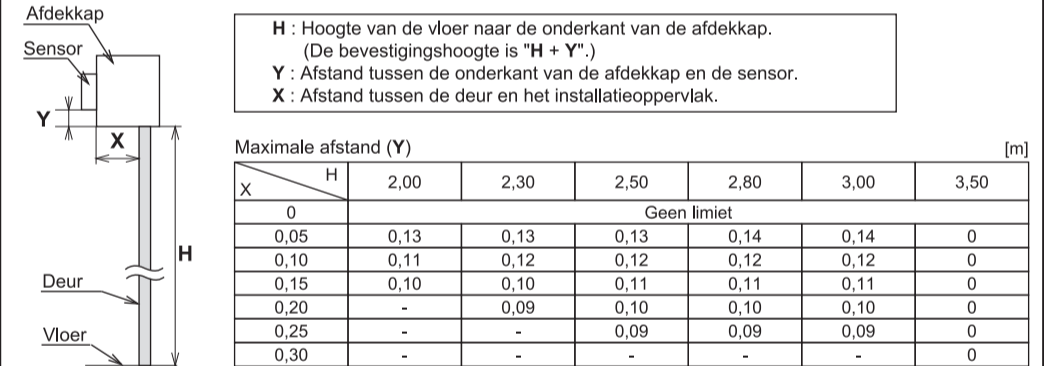 Afdekkap
Sensor
Y
X
H
Deur
Vloer
H : Hoogte van de vloer naar de onderkant van de afdekkap.
(De bevestigingshoogte is "H + Y".)
Y : Afstand tussen de onderkant van de afdekkap en de sensor.
X : Afstand tussen de deur en het installatieoppervlak.
Maximale afstand (Y) [m]
X H 2,00 2,30 2,50 2,80 3,00 3,50
0 Geen limiet
0,05 0,13 0,13 0,13 0,14 0,14 0
0,10 0,11 0,12 0,12 0,12 0,12 0
0,15 0,10 0,10 0,11 0,11 0,11 0
0,20 - 0,09 0,10 0,10 0,10 0
0,25 - - 0,09 0,09 0,09 0
0,30 - - - - - 0